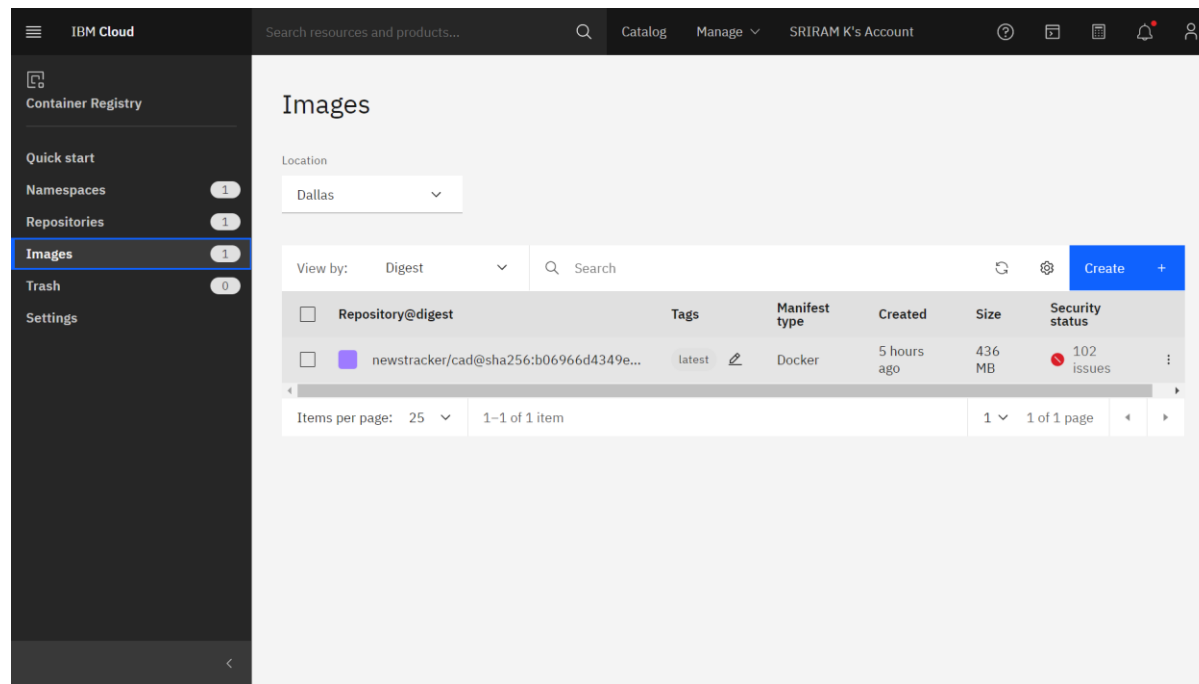 IBM Cloud
Search resources and products...
Catalog
Manage
SRIRAM K's Account
Container Registry
Quick start
Namespaces 1
Repositories 1
Images 1
Trash 0
Settings
Images
Location
Dallas
View by: Digest
Search
Create +
Repository@digest Tags Manifest type Created Size Security status
newstracker/cad@sha256:b06966d4349e... latest Docker 5 hours ago 436 MB 102 issues
Items per page: 25 1–1 of 1 item 1 1 of 1 page